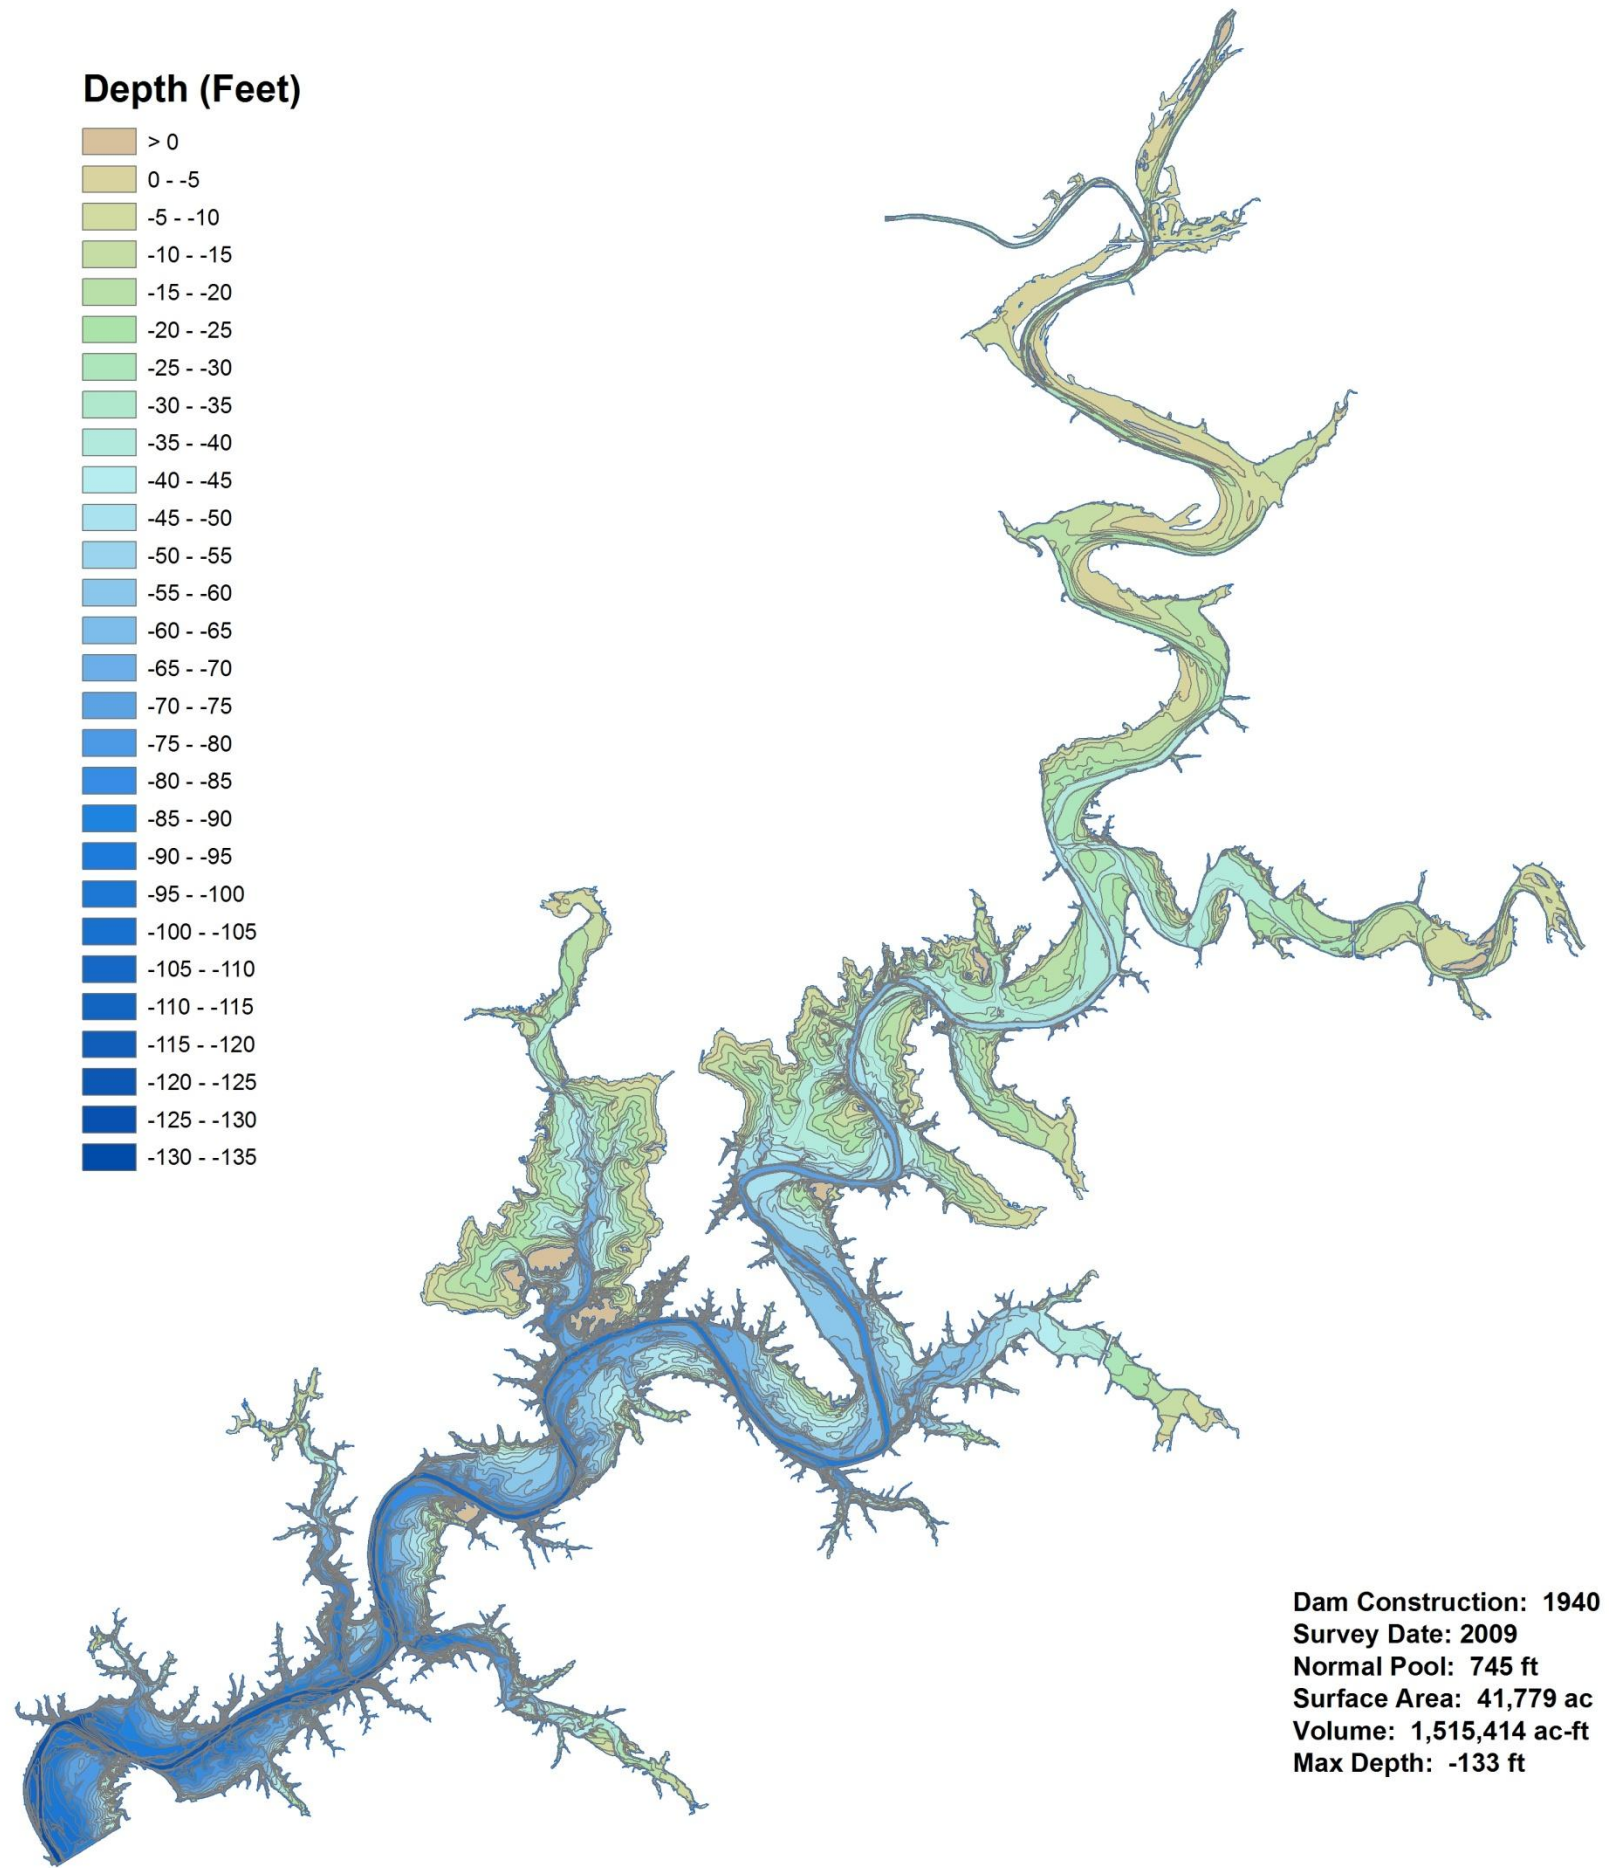 Depth (Feet)
> 0
0 - -5
-5 - -10
-10 - -15
-15 - -20
-20 - -25
-25 - -30
-30 - -35
-35 - -40
-40 - -45
-45 - -50
-50 - -55
-55 - -60
-60 - -65
-65 - -70
-70 - -75
-75 - -80
-80 - -85
-85 - -90
-90 - -95
-95 - -100
-100 - -105
-105 - -110
-110 - -115
-115 - -120
-120 - -125
-125 - -130
-130 - -135
Dam Construction: 1940
Survey Date: 2009
Normal Pool: 745 ft
Surface Area: 41,779 ac
Volume: 1,515,414 ac-ft
Max Depth: -133 ft